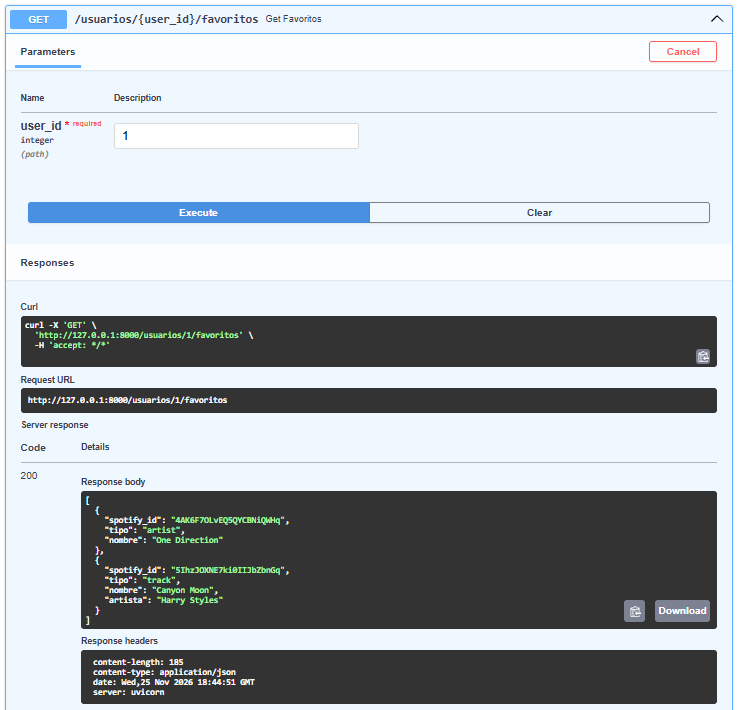 GET /usuarios/{user_id}/favoritos Get Favoritos
Parameters
Cancel
Name Description
user_id * required
integer
(path)
1
Execute
Clear
Responses
Curl
curl -X 'GET' \
'http://127.0.0.1:8000/usuarios/1/favoritos' \
-H 'accept: */*'
Request URL
http://127.0.0.1:8000/usuarios/1/favoritos
Server response
Code Details
200
Response body
[
{
"spotify_id": "4AK6F7OLvEQ5QYCBNiQWHq",
"tipo": "artist",
"nombre": "One Direction"
},
{
"spotify_id": "5IhzJOXNE7ki0IIJbZbnGq",
"tipo": "track",
"nombre": "Canyon Moon",
"artista": "Harry Styles"
}
]
Download
Response headers
content-length: 185
content-type: application/json
date: Wed,25 Nov 2026 18:44:51 GMT
server: uvicorn